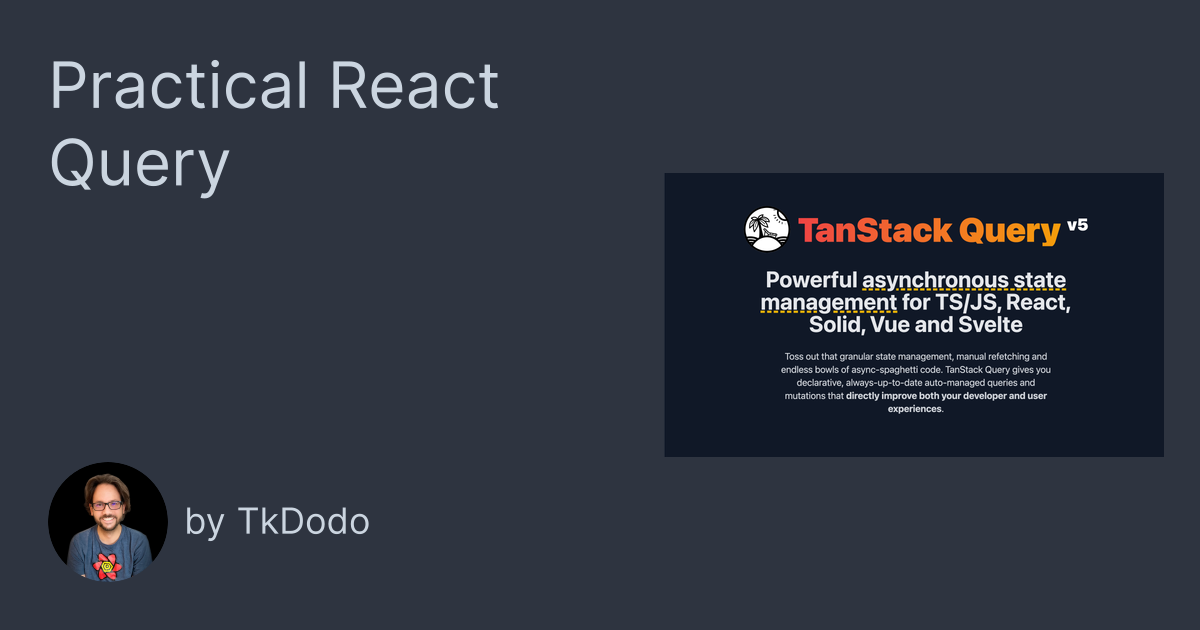 Practical React
Query
TanStack Query v5
Powerful asynchronous state
management for TS/JS, React,
Solid, Vue and Svelte
Toss out that granular state management, manual refetching and
endless bowls of async-spaghetti code. TanStack Query gives you
declarative, always-up-to-date auto-managed queries and
mutations that directly improve both your developer and user
experiences.
by TkDodo